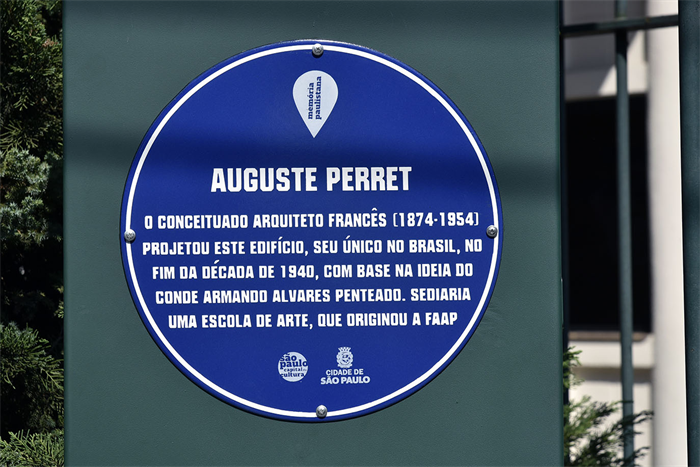 memória
paulistana
AUGUSTE PERRET
O CONCEITUADO ARQUITETO FRANCÊS (1874-1954)
PROJETOU ESTE EDIFÍCIO, SEU ÚNICO NO BRASIL, NO
FIM DA DÉCADA DE 1940, COM BASE NA IDEIA DO
CONDE ARMANDO ALVARES PENTEADO. SEDIARIA
UMA ESCOLA DE ARTE, QUE ORIGINOU A FAAP
são
paulo
capital da
cultura
CIDADE DE
SÃO PAULO